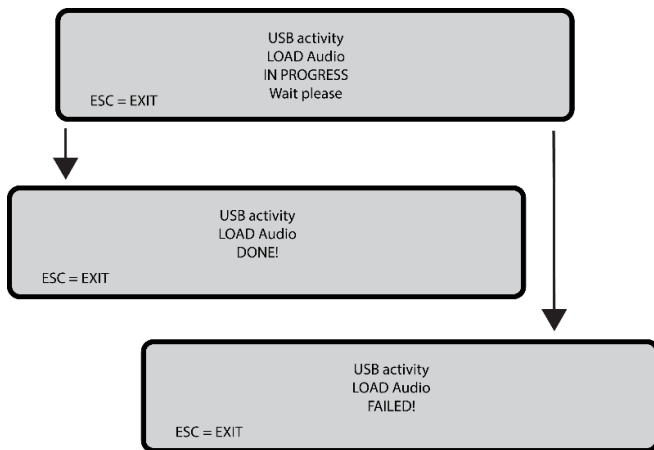 USB activity
LOAD Audio
IN PROGRESS
Wait please
ESC = EXIT
USB activity
LOAD Audio
DONE!
ESC = EXIT
USB activity
LOAD Audio
FAILED!
ESC = EXIT